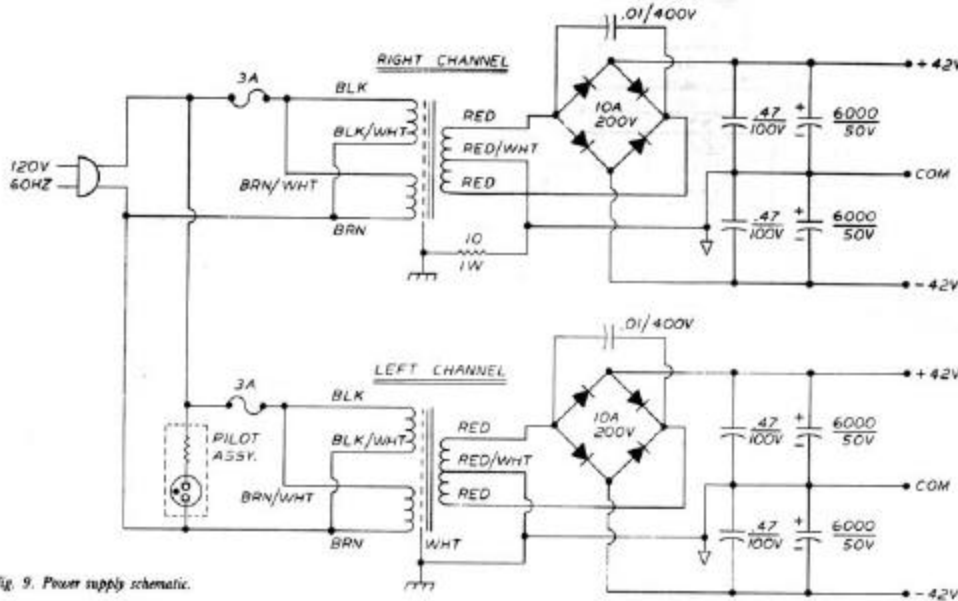 .01/400V
RIGHT CHANNEL
3A
BLK
BLK/WHT
RED
RED/WHT
RED
10A
200V
+42V
.47
100V
+
6000
50V
-
120V
60HZ
COM
BRN/WHT
BRN
10
1W
.47
100V
+
6000
50V
-
-42V
.01/400V
LEFT CHANNEL
3A
BLK
BLK/WHT
RED
RED/WHT
RED
10A
200V
+42V
.47
100V
+
6000
50V
-
PILOT
ASSY.
COM
BRN/WHT
BRN
WHT
.47
100V
+
6000
50V
-
-42V
ig. 9. Power supply schematic.